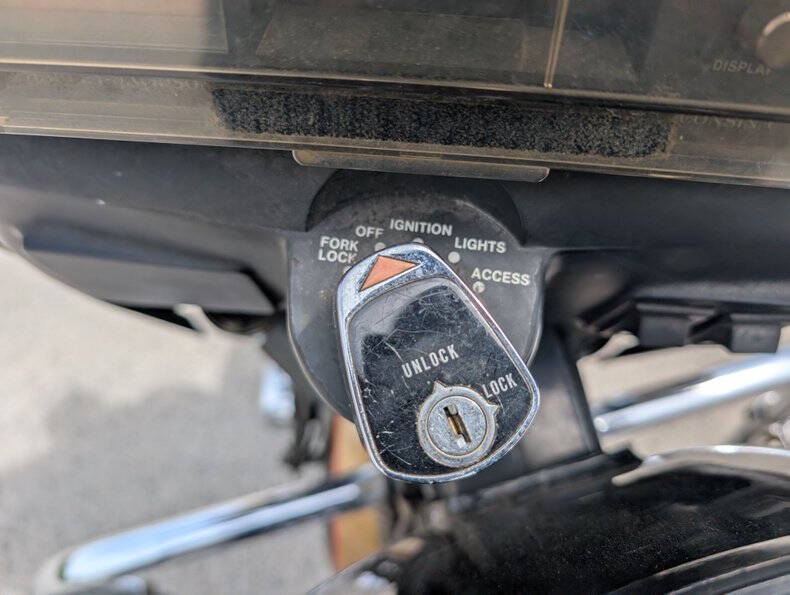 DISPLAY
OFF
IGNITION
FORK
LOCK
LIGHTS
ACCESS
UNLOCK
LOCK